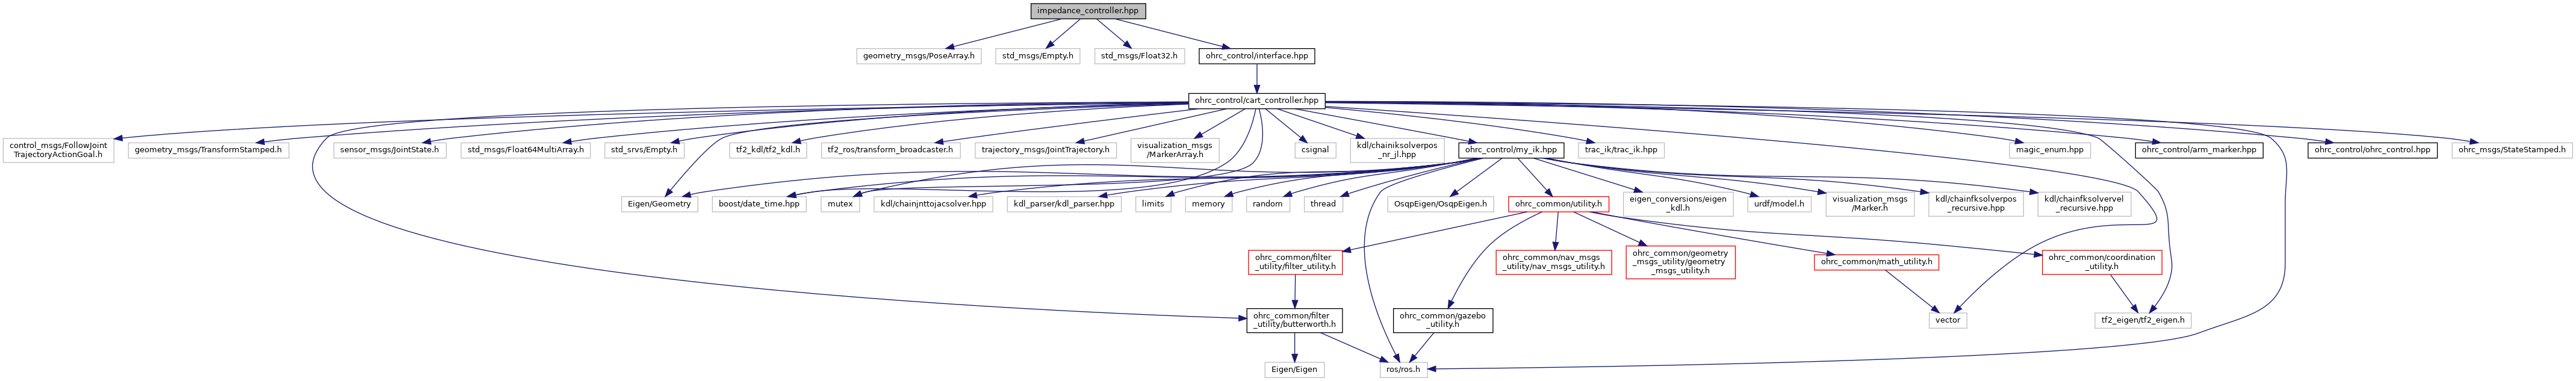 impedance_controller.hpp
geometry_msgs/PoseArray.h
std_msgs/Empty.h
std_msgs/Float32.h
ohrc_control/interface.hpp
ohrc_control/cart_controller.hpp
control_msgs/FollowJoint
TrajectoryActionGoal.h
geometry_msgs/TransformStamped.h
sensor_msgs/JointState.h
std_msgs/Float64MultiArray.h
std_srvs/Empty.h
tf2_kdl/tf2_kdl.h
tf2_ros/transform_broadcaster.h
trajectory_msgs/JointTrajectory.h
visualization_msgs
/MarkerArray.h
csignal
kdl/chainiksolverpos
_nr_jl.hpp
ohrc_control/my_ik.hpp
trac_ik/trac_ik.hpp
magic_enum.hpp
ohrc_control/arm_marker.hpp
ohrc_control/ohrc_control.hpp
ohrc_msgs/StateStamped.h
Eigen/Geometry
boost/date_time.hpp
mutex
kdl/chainjnttojacsolver.hpp
kdl_parser/kdl_parser.hpp
limits
memory
random
thread
OsqpEigen/OsqpEigen.h
ohrc_common/utility.h
eigen_conversions/eigen
_kdl.h
urdf/model.h
visualization_msgs
/Marker.h
kdl/chainfksolverpos
_recursive.hpp
kdl/chainfksolvervel
_recursive.hpp
ohrc_common/filter
_utility/filter_utility.h
ohrc_common/nav_msgs
_utility/nav_msgs_utility.h
ohrc_common/geometry
_msgs_utility/geometry
_msgs_utility.h
ohrc_common/math_utility.h
ohrc_common/coordination
_utility.h
ohrc_common/filter
_utility/butterworth.h
ohrc_common/gazebo
_utility.h
vector
tf2_eigen/tf2_eigen.h
Eigen/Eigen
ros/ros.h